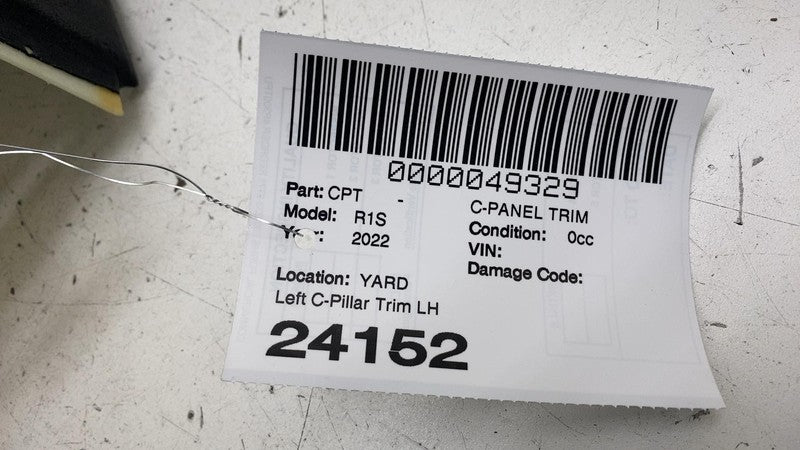 0000049329
Part: CPT - C-PANEL TRIM
Model: R1S Condition: 0cc
Year: 2022 VIN:
Damage Code:
Location: YARD
Left C-Pillar Trim LH
24152